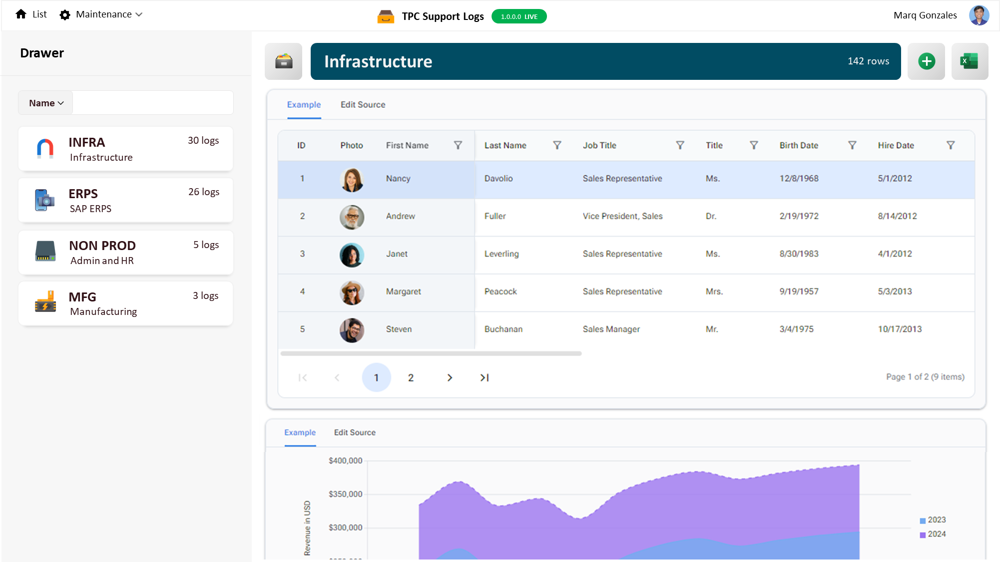 List Maintenance TPC Support Logs 1.0.0.0 LIVE Marq Gonzales
Drawer
Name
INFRA 30 logs
Infrastructure
ERPS 26 logs
SAP ERPS
NON PROD 5 logs
Admin and HR
MFG 3 logs
Manufacturing
Infrastructure 142 rows
X
Example Edit Source
ID Photo First Name Last Name Job Title Title Birth Date Hire Date
1 Nancy Davolio Sales Representative Ms. 12/8/1968 5/1/2012
2 Andrew Fuller Vice President, Sales Dr. 2/19/1972 8/14/2012
3 Janet Leverling Sales Representative Ms. 8/30/1983 4/1/2012
4 Margaret Peacock Sales Representative Mrs. 9/19/1957 5/3/2013
5 Steven Buchanan Sales Manager Mr. 3/4/1975 10/17/2013
1 2 Page 1 of 2 (9 items)
Example Edit Source
$400,000
$350,000
$300,000
Revenue in USD
2023
2024